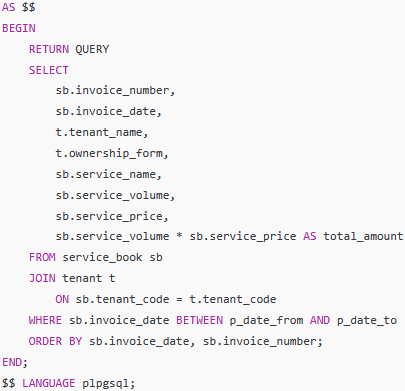 AS $$
BEGIN
    RETURN QUERY
    SELECT
        sb.invoice_number,
        sb.invoice_date,
        t.tenant_name,
        t.ownership_form,
        sb.service_name,
        sb.service_volume,
        sb.service_price,
        sb.service_volume * sb.service_price AS total_amount
    FROM service_book sb
    JOIN tenant t
        ON sb.tenant_code = t.tenant_code
    WHERE sb.invoice_date BETWEEN p_date_from AND p_date_to
    ORDER BY sb.invoice_date, sb.invoice_number;
END;
$$ LANGUAGE plpgsql;